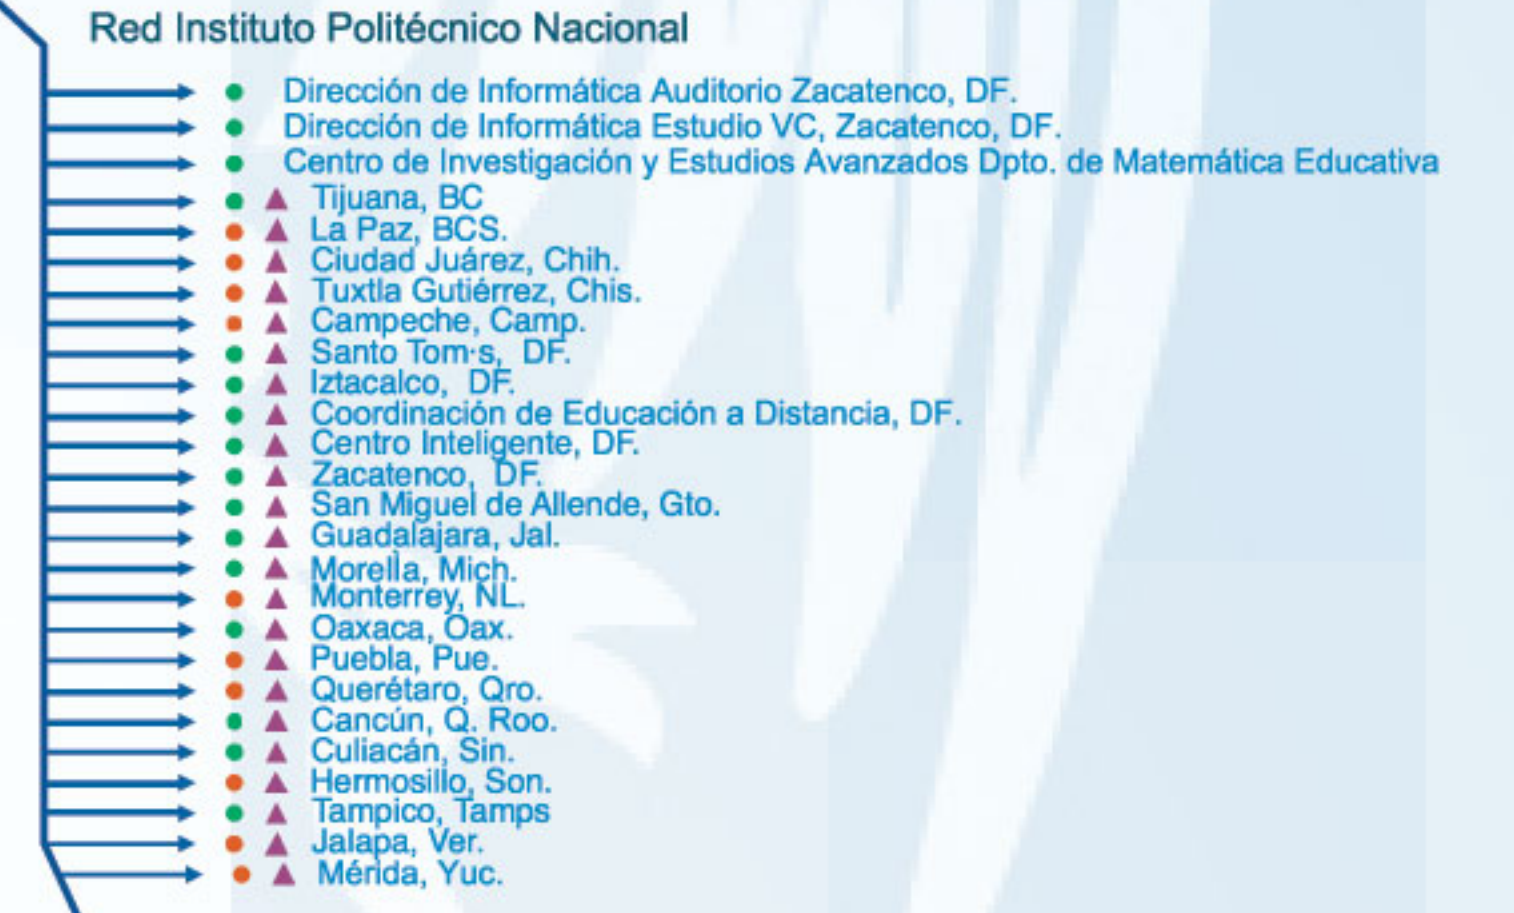 Red Instituto Politécnico Nacional
Dirección de Informática Auditorio Zacatenco, DF.
Dirección de Informática Estudio VC, Zacatenco, DF.
Centro de Investigación y Estudios Avanzados Dpto. de Matemática Educativa
Tijuana, BC
La Paz, BCS.
Ciudad Juárez, Chih.
Tuxtla Gutiérrez, Chis.
Campeche, Camp.
Santo Tom·s, DF.
Iztacalco, DF.
Coordinación de Educación a Distancia, DF.
Centro Inteligente, DF.
Zacatenco, DF.
San Miguel de Allende, Gto.
Guadalajara, Jal.
Morella, Mich.
Monterrey, NL.
Oaxaca, Oax.
Puebla, Pue.
Querétaro, Qro.
Cancún, Q. Roo.
Culiacán, Sin.
Hermosillo, Son.
Tampico, Tamps
Jalapa, Ver.
Mérida, Yuc.